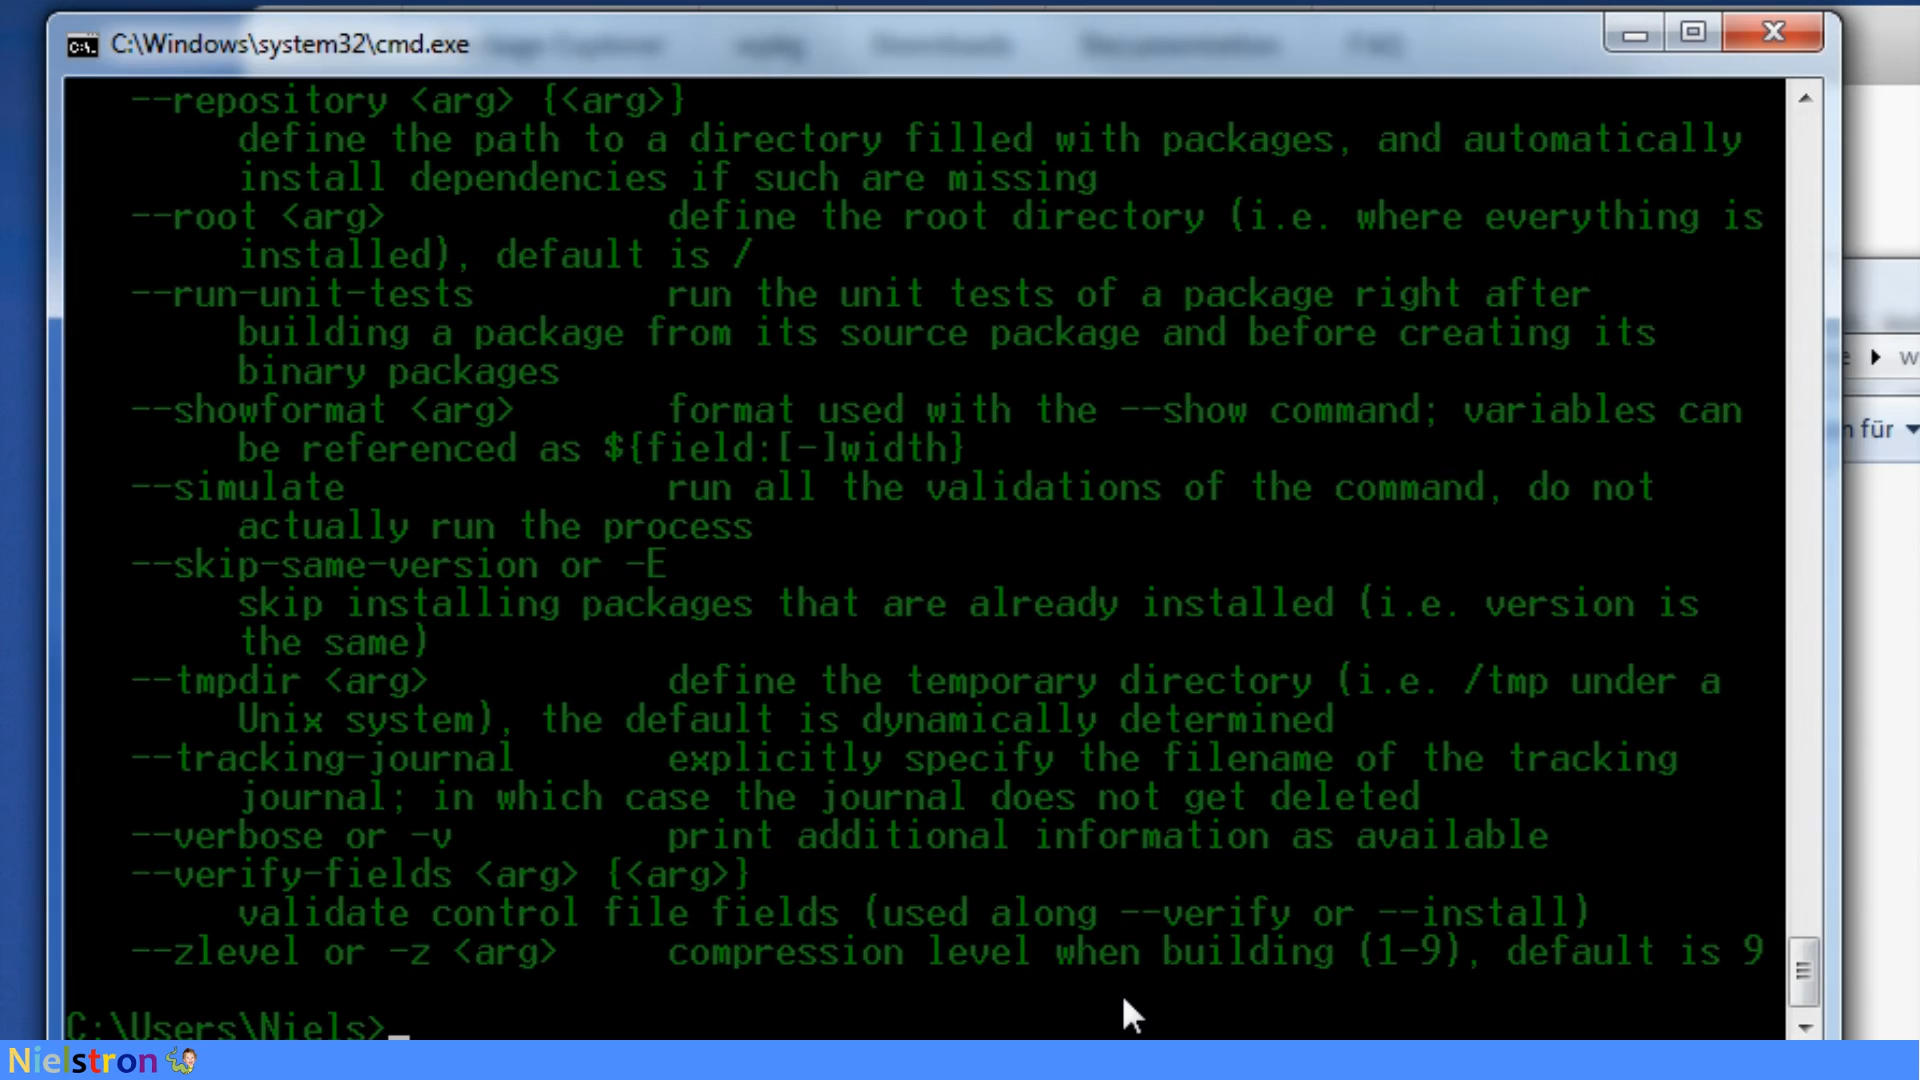 C:\Windows\system32\cmd.exe
Documentation
FAQ
--repository <arg> {<arg>}
define the path to a directory filled with packages, and automatically
install dependencies if such are missing
--root <arg> define the root directory (i.e. where everything is
installed), default is /
--run-unit-tests run the unit tests of a package right after
building a package from its source package and before creating its
binary packages
--showformat <arg> format used with the --show command; variables can
be referenced as ${field:[-]width}
--simulate run all the validations of the command, do not
actually run the process
--skip-same-version or -E
skip installing packages that are already installed (i.e. version is
the same)
--tmpdir <arg> define the temporary directory (i.e. /tmp under a
Unix system), the default is dynamically determined
--tracking-journal explicitly specify the filename of the tracking
journal; in which case the journal does not get deleted
--verbose or -v print additional information as available
--verify-fields <arg> {<arg>}
validate control file fields (used along --verify or --install)
--zlevel or -z <arg> compression level when building (1-9), default is 9
C:\Users\Niels>_
für
Nielstron